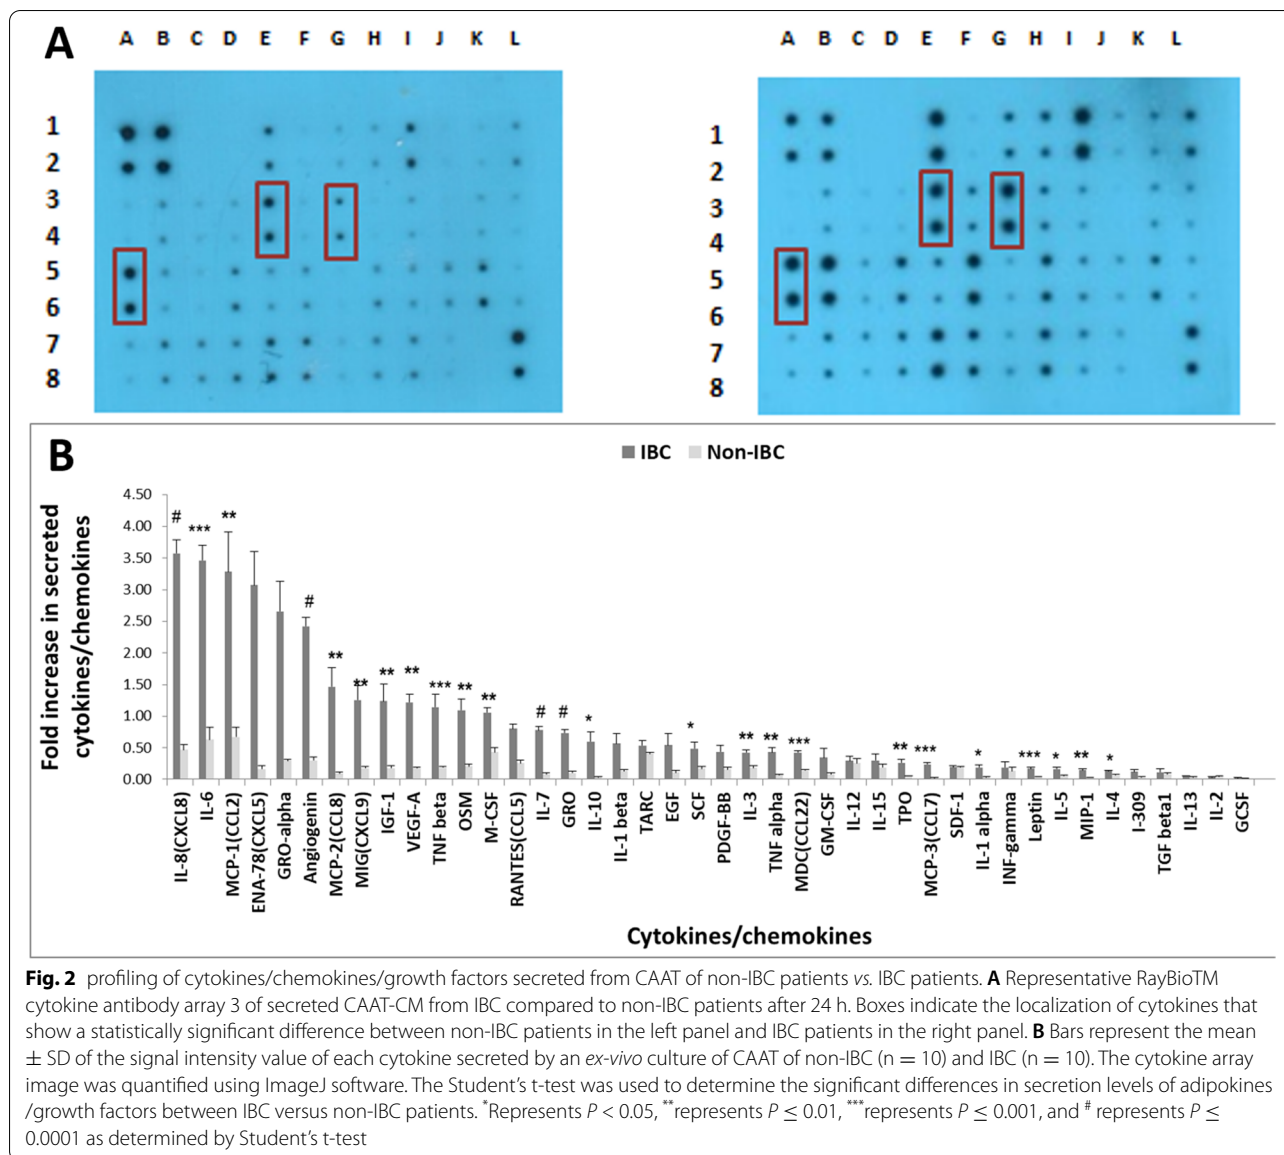 A
A B C D E F G H I J K L
1
2
3
4
5
6
7
8
A B C D E F G H I J K L
1
2
3
4
5
6
7
8
B
IBC Non-IBC
Fold increase in secreted
cytokines/chemokines
4.50
4.00
3.50
3.00
2.50
2.00
1.50
1.00
0.50
0.00
# *** ** # ** ** ** ** *** ** ** # # * * ** ** *** ** *** * *** * ** *
IL-8(CXCL8)
IL-6
MCP-1(CCL2)
ENA-78(CXCL5)
GRO-alpha
Angiogenin
MCP-2(CCL8)
MIG(CXCL9)
IGF-1
VEGF-A
TNF beta
OSM
M-CSF
RANTES(CCL5)
IL-7
GRO
IL-10
IL-1 beta
TARC
EGF
SCF
PDGF-BB
IL-3
TNF alpha
MDC(CCL22)
GM-CSF
IL-12
IL-15
TPO
MCP-3(CCL7)
SDF-1
IL-1 alpha
INF-gamma
Leptin
IL-5
MIP-1
IL-4
I-309
TGF beta1
IL-13
IL-2
GCSF
Cytokines/chemokines
Fig. 2 profiling of cytokines/chemokines/growth factors secreted from CAAT of non-IBC patients vs. IBC patients. A Representative RayBioTM
cytokine antibody array 3 of secreted CAAT-CM from IBC compared to non-IBC patients after 24 h. Boxes indicate the localization of cytokines that
show a statistically significant difference between non-IBC patients in the left panel and IBC patients in the right panel. B Bars represent the mean
± SD of the signal intensity value of each cytokine secreted by an ex-vivo culture of CAAT of non-IBC (n = 10) and IBC (n = 10). The cytokine array
image was quantified using ImageJ software. The Student's t-test was used to determine the significant differences in secretion levels of adipokines
/growth factors between IBC versus non-IBC patients. *Represents P < 0.05, **represents P ≤ 0.01, ***represents P ≤ 0.001, and # represents P ≤
0.0001 as determined by Student's t-test